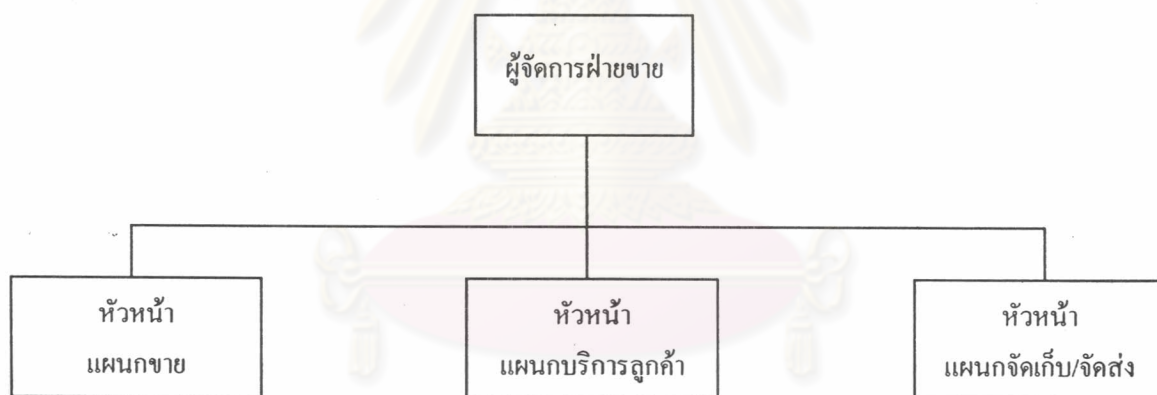 ผู้จัดการฝ่ายขาย
หัวหน้า
แผนกขาย
หัวหน้า
แผนกบริการลูกค้า
หัวหน้า
แผนกจัดเก็บ/จัดส่ง